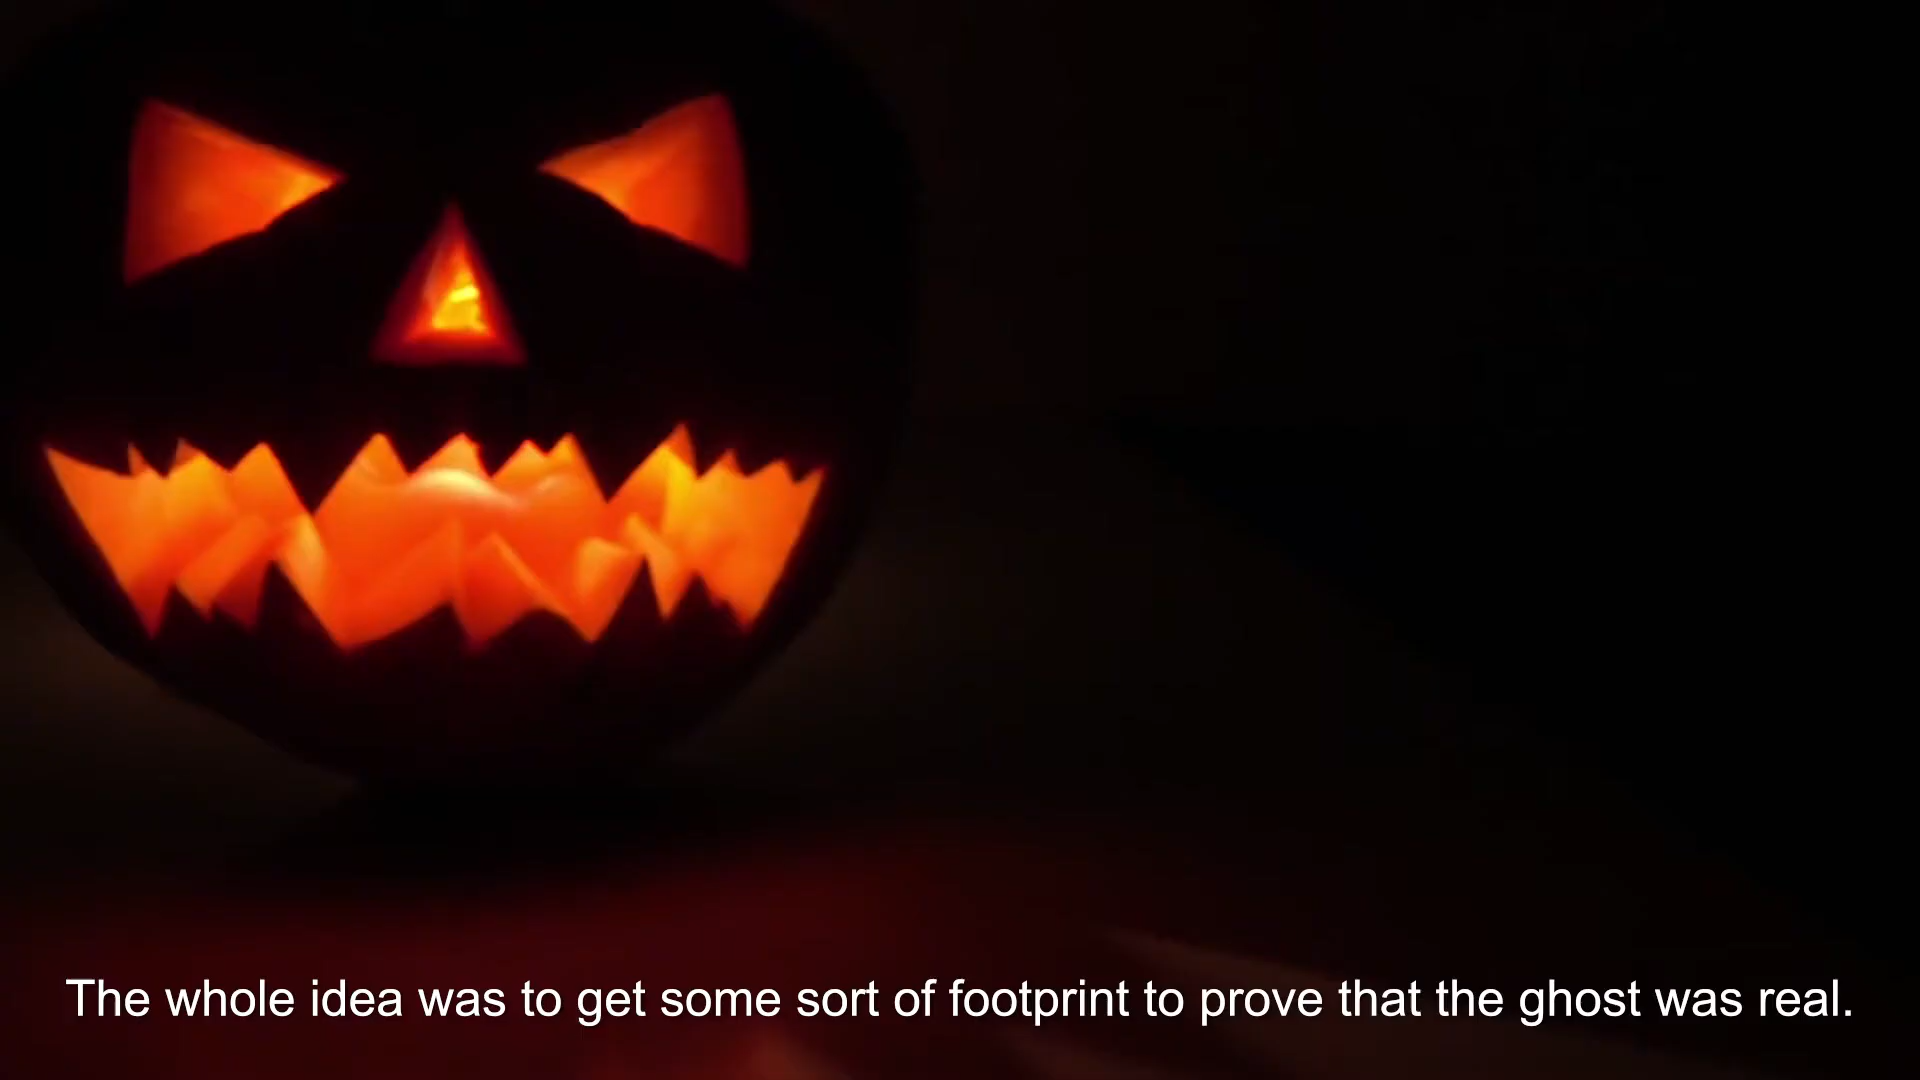 The whole idea was to get some sort of footprint to prove that the ghost was real.